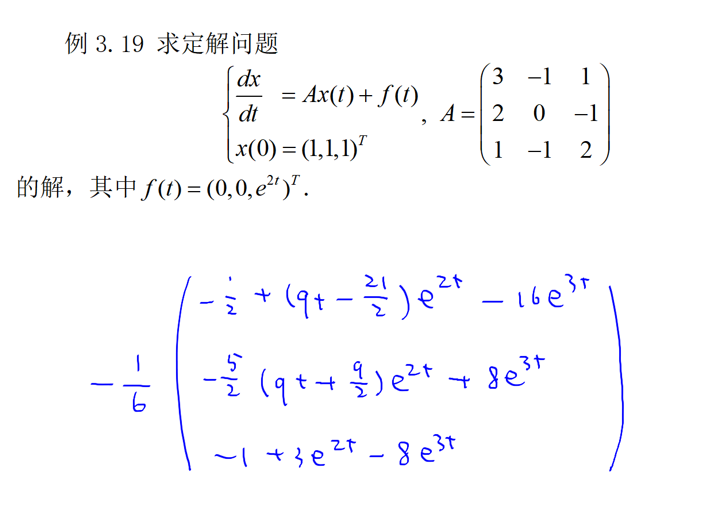 例 3.19 求定解问题
{ dx/dt = Ax(t) + f(t)
x(0) = (1,1,1)^T , A = ( 3 −1 1
2 0 −1
1 −1 2 )
的解，其中 f(t) = (0,0,e^{2t})^T.
-1/6 ( -1/2 + (9t - 21/2)e^{2t} - 16e^{3t}
-5/2 (9t + 9/2)e^{2t} + 8e^{3t}
-1 + 3e^{2t} - 8e^{3t} )